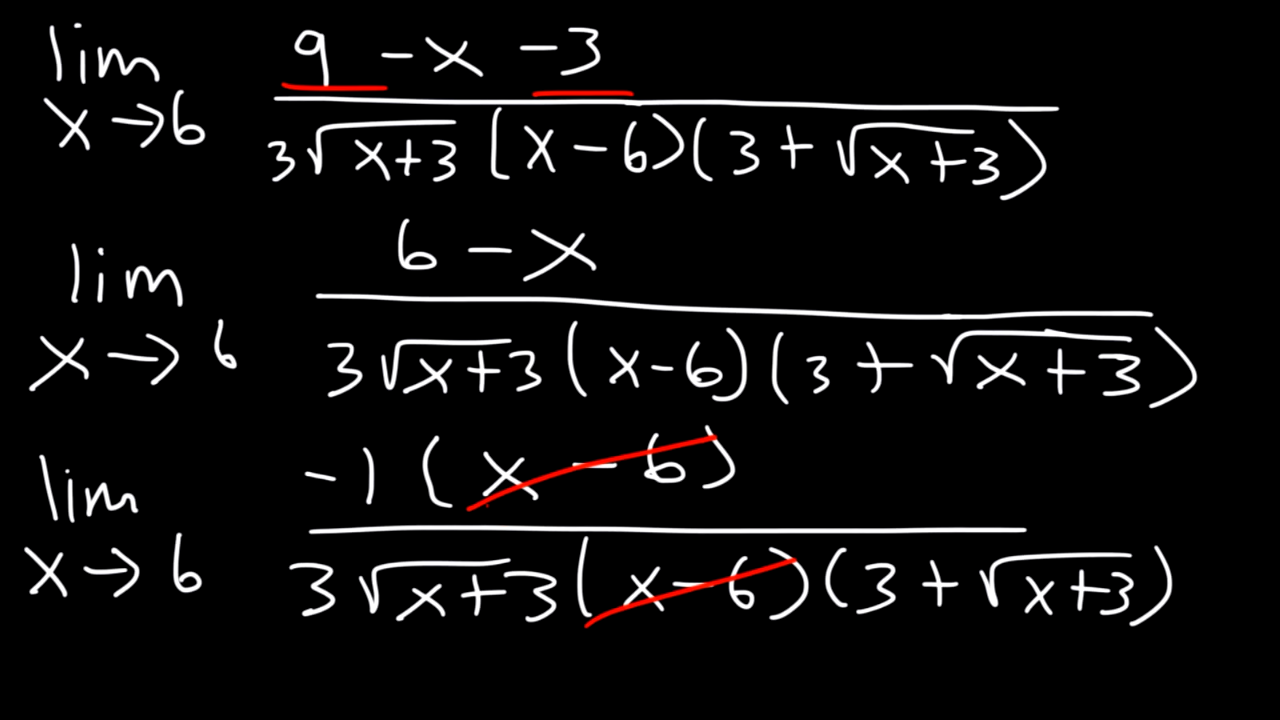 lim 9 - x - 3
x → 6 3√x+3 (x - 6)(3 + √x + 3)
lim 6 - x
x → 6 3√x+3 (x-6)(3 + √x+3)
lim -1 (x - 6)
x → 6 3√x+3 (x-6)(3 + √x+3)